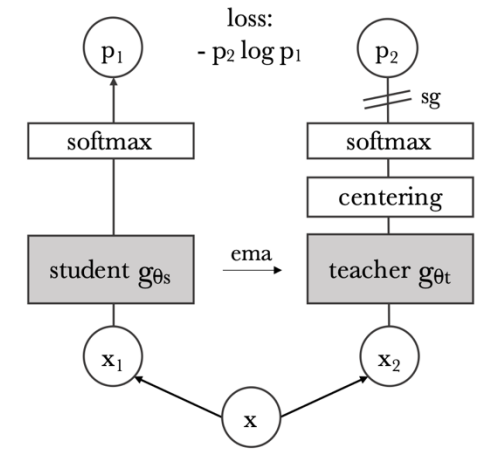 loss:
- p₂ log p₁
p₁
p₂
sg
softmax
softmax
centering
student gθs
ema
teacher gθt
x₁
x₂
x